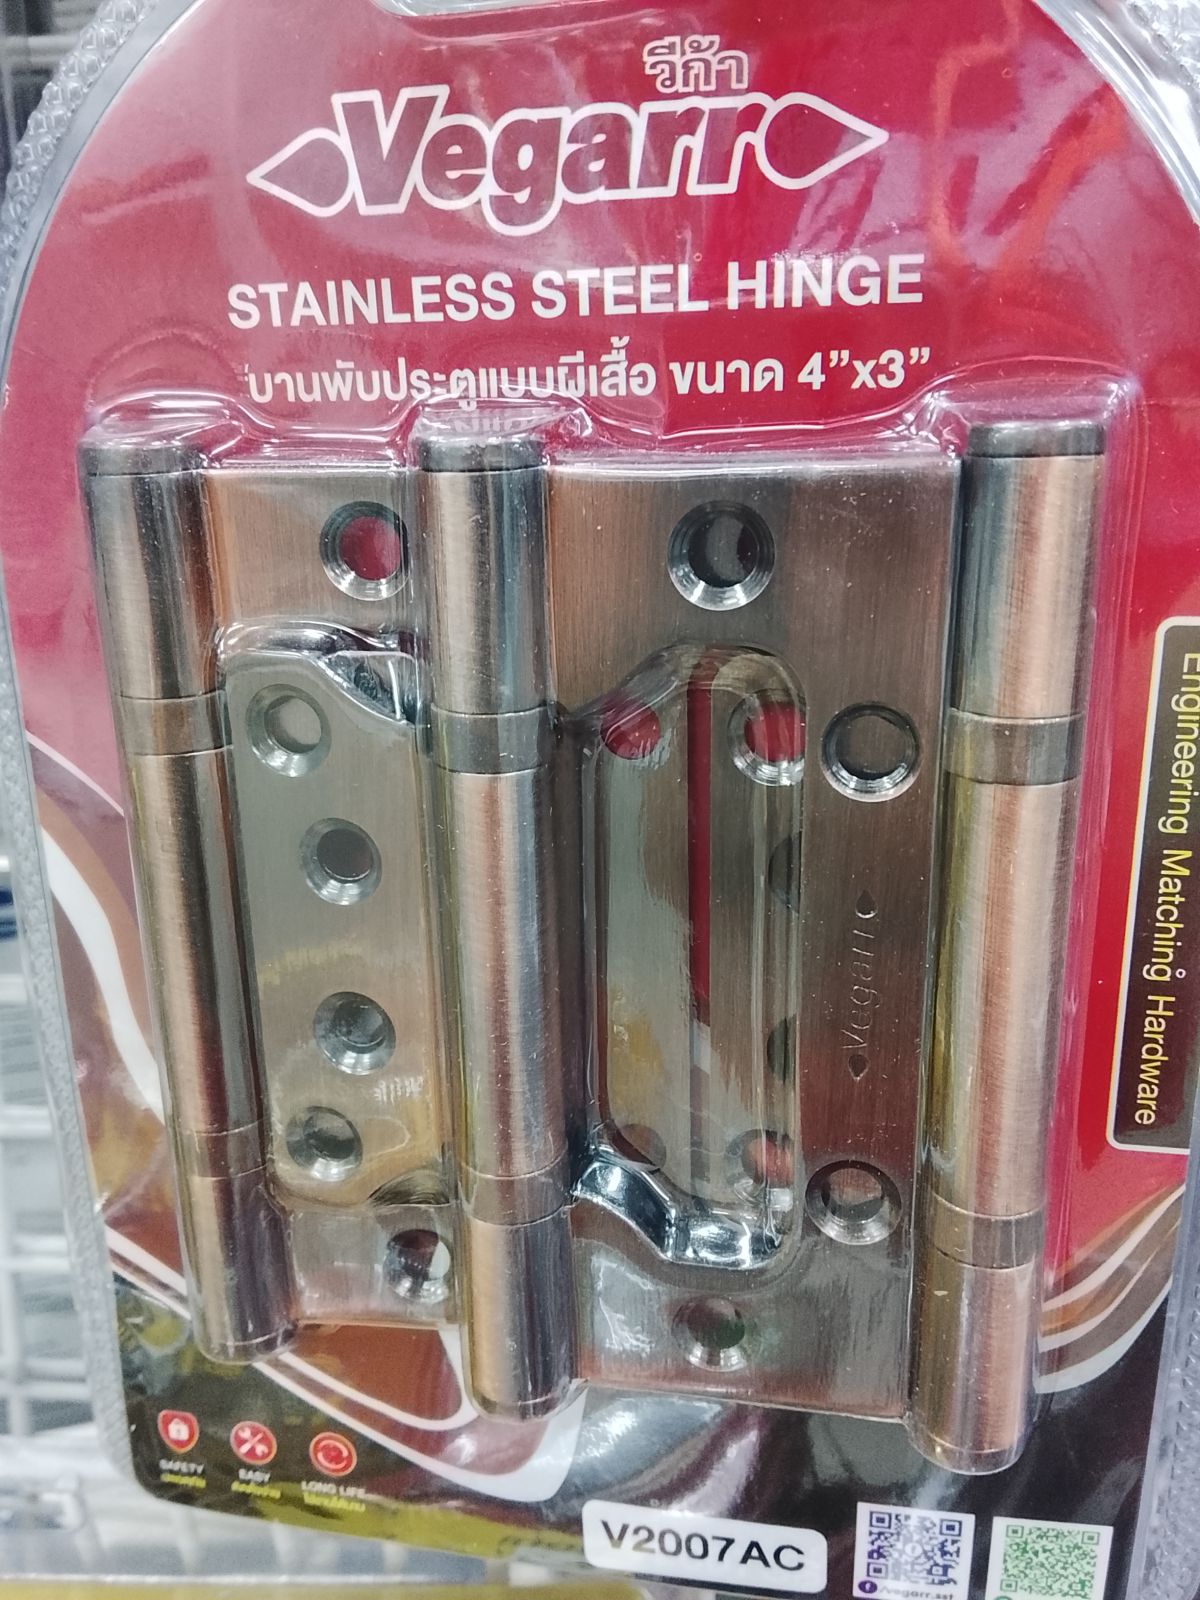 วีก้า
Vegarr
STAINLESS STEEL HINGE
บานพับประตูแบบผีเสื้อ ขนาด 4”x3”
Engineering Matching Hardware
Vegarr
SAFETY
EASY
LONG LIFE
V2007AC
/vegarr.sst